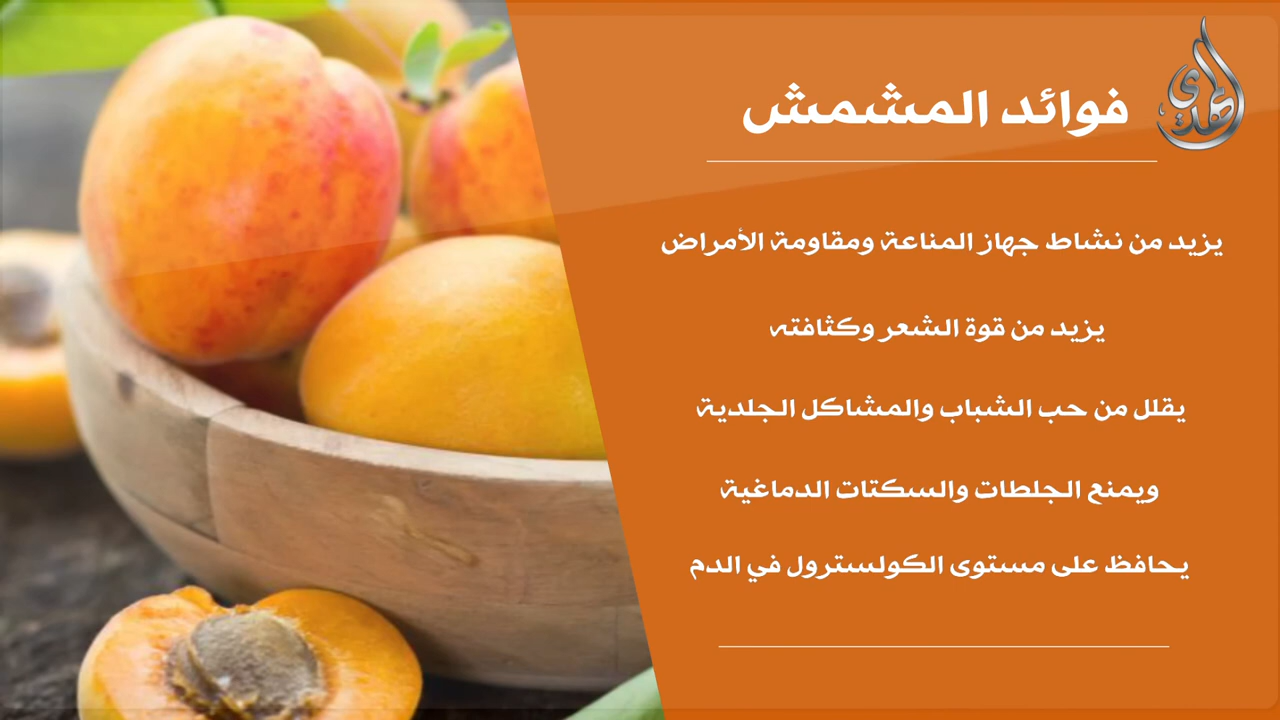 فوائد المشمش
الهدى
يزيد من نشاط جهاز المناعة ومقاومة الأمراض
يزيد من قوة الشعر وكثافته
يقلل من حب الشباب والمشاكل الجلدية
ويمنع الجلطات والسكتات الدماغية
يحافظ على مستوى الكولسترول في الدم